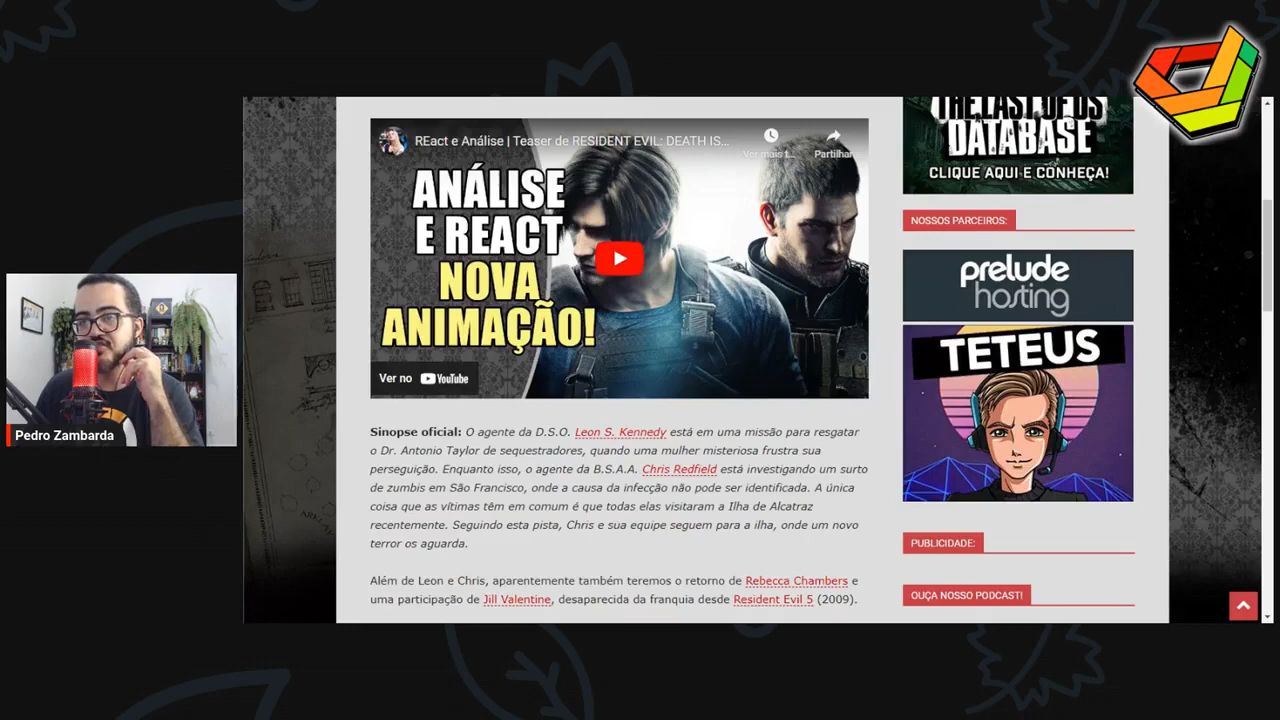 REact e Análise | Teaser de RESIDENT EVIL: DEATH IS...
Ver mais t...
Partilhar
ANÁLISE
E REACT
NOVA
ANIMAÇÃO!
Ver no YouTube
Sinopse oficial: O agente da D.S.O. Leon S. Kennedy está em uma missão para resgatar
o Dr. Antonio Taylor de sequestradores, quando uma mulher misteriosa frustra sua
perseguição. Enquanto isso, o agente da B.S.A.A. Chris Redfield está investigando um surto
de zumbis em São Francisco, onde a causa da infecção não pode ser identificada. A única
coisa que as vítimas têm em comum é que todas elas visitaram a Ilha de Alcatraz
recentemente. Seguindo esta pista, Chris e sua equipe seguem para a ilha, onde um novo
terror os aguarda.
Além de Leon e Chris, aparentemente também teremos o retorno de Rebecca Chambers e
uma participação de Jill Valentine, desaparecida da franquia desde Resident Evil 5 (2009).
THE LAST OF US
DATABASE
CLIQUE AQUI E CONHEÇA!
NOSSOS PARCEIROS:
prelude
hosting
TETEUS
PUBLICIDADE:
OUÇA NOSSO PODCAST!
Pedro Zambarda